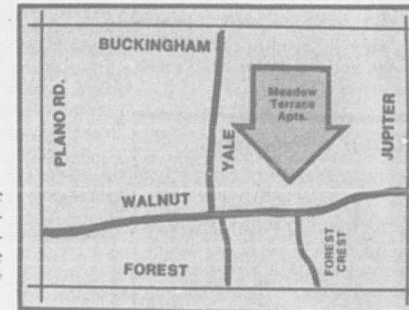 BUCKINGHAM
PLANO RD.
YALE
Meadow
Terrace
Apts.
JUPITER
WALNUT
FOREST
CREST
FOREST